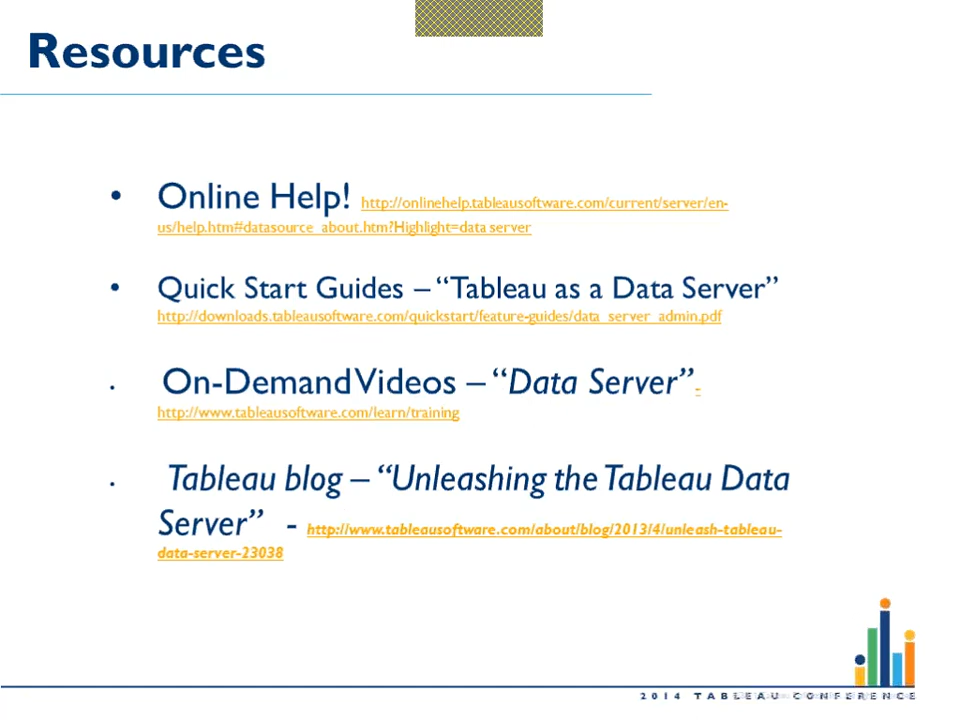 Resources
• Online Help! http://onlinehelp.tableausoftware.com/current/server/en-
us/help.htm#datasource_about.htm?Highlight=data server
• Quick Start Guides – “Tableau as a Data Server”
http://downloads.tableausoftware.com/quickstart/feature-guides/data_server_admin.pdf
• On-Demand Videos – “Data Server” -
http://www.tableausoftware.com/learn/training
• Tableau blog – “Unleashing the Tableau Data
Server” - http://www.tableausoftware.com/about/blog/2013/4/unleash-tableau-
data-server-23038
2014 TABLEAU CONFERENCE